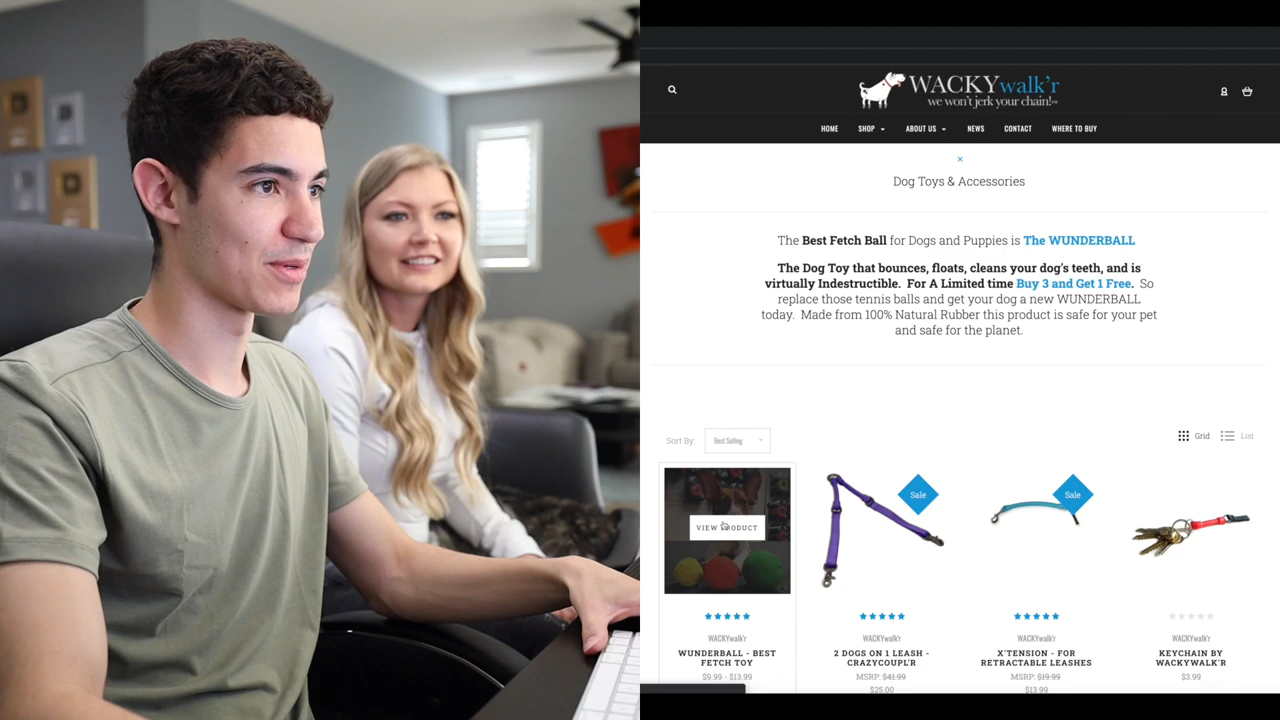 WACKYwalk'r
we won't jerk your chain!™
HOME SHOP ABOUT US NEWS CONTACT WHERE TO BUY
×
Dog Toys & Accessories
The Best Fetch Ball for Dogs and Puppies is The WUNDERBALL
The Dog Toy that bounces, floats, cleans your dog's teeth, and is
virtually Indestructible. For A Limited time Buy 3 and Get 1 Free. So
replace those tennis balls and get your dog a new WUNDERBALL
today. Made from 100% Natural Rubber this product is safe for your pet
and safe for the planet.
Sort By: Best Selling Grid List
Sale
Sale
VIEW PRODUCT
WACKYwalk'r
WUNDERBALL - BEST
FETCH TOY
$9.99 - $13.99
WACKYwalk'r
2 DOGS ON 1 LEASH -
CRAZYCOUPL'R
MSRP: $41.99
$25.00
WACKYwalk'r
X'TENSION - FOR
RETRACTABLE LEASHES
MSRP: $19.99
$13.99
WACKYwalk'r
KEYCHAIN BY
WACKYWALK'R
$3.99